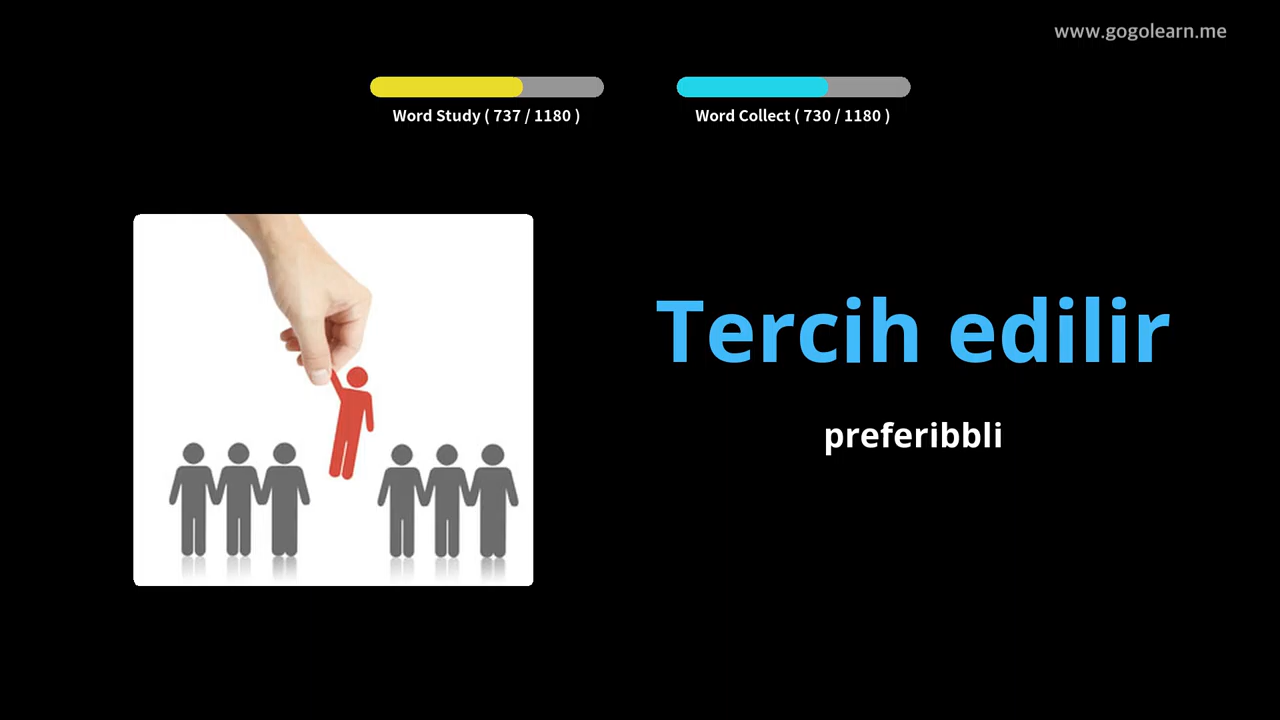 www.gogolearn.me
Word Study ( 737 / 1180 )
Word Collect ( 730 / 1180 )
Tercih edilir
preferibbli